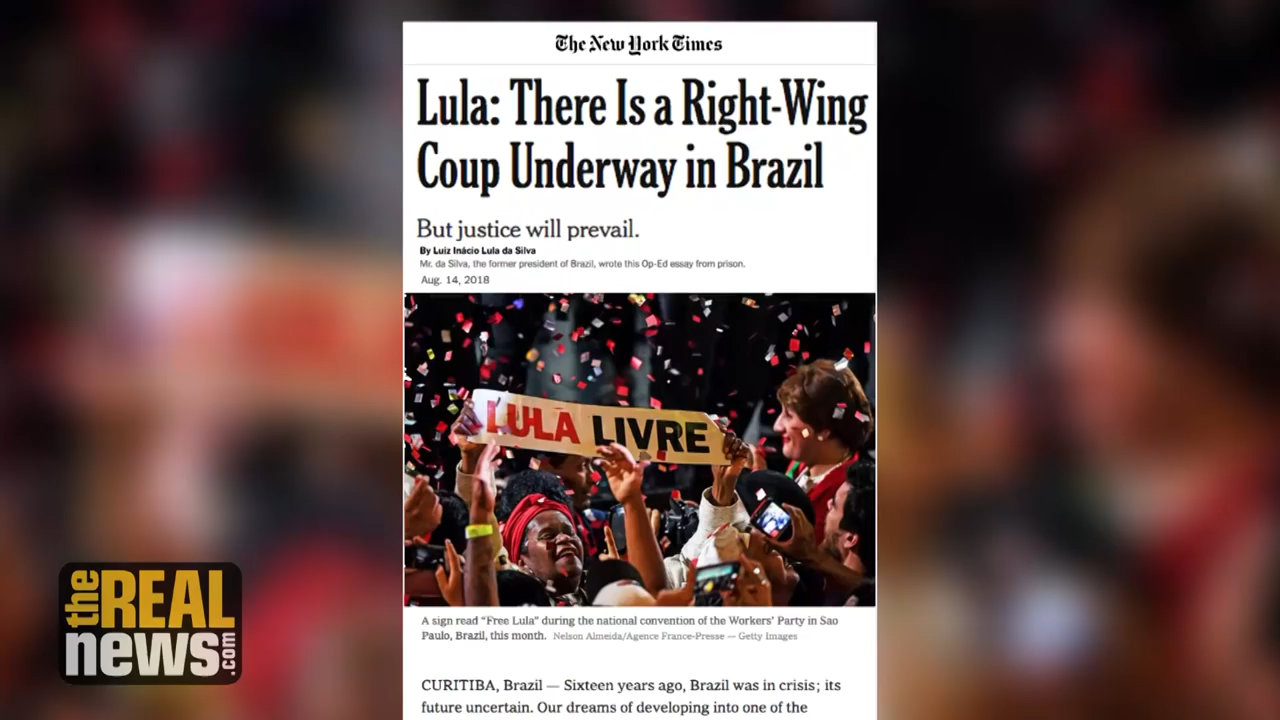 The New York Times
Lula: There Is a Right-Wing
Coup Underway in Brazil
But justice will prevail.
By Luiz Inácio Lula da Silva
Mr. da Silva, the former president of Brazil, wrote this Op-Ed essay from prison.
Aug. 14, 2018
LULA LIVRE
A sign read “Free Lula” during the national convention of the Workers’ Party in Sao
Paulo, Brazil, this month. Nelson Almeida/Agence France-Presse — Getty Images
CURITIBA, Brazil — Sixteen years ago, Brazil was in crisis; its
future uncertain. Our dreams of developing into one of the
the REAL
news.com